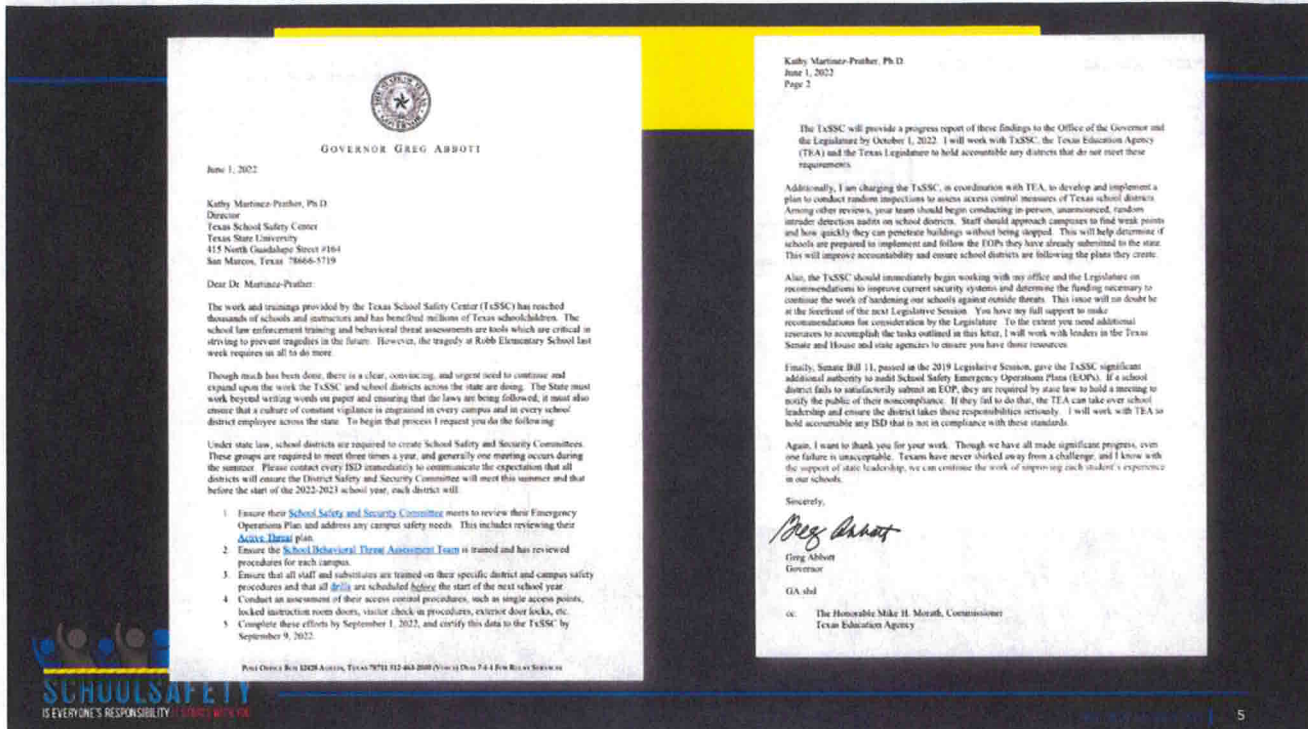 GOVERNOR GREG ABBOTT
June 1, 2022
Kathy Martinez-Prather, Ph.D.
Director
Texas School Safety Center
Texas State University
415 North Guadalupe Street #164
San Marcos, Texas 78666-5719
Dear Dr. Martinez-Prather:
The work and trainings provided by the Texas School Safety Center (TxSSC) has reached
thousands of schools and instructors and has benefited millions of Texas schoolchildren. The
school law enforcement training and behavioral threat assessments are tools which are critical in
striving to prevent tragedies in the future. However, the tragedy at Robb Elementary School last
week requires us all to do more.
Though much has been done, there is a clear, convincing, and urgent need to continue and
expand upon the work the TxSSC and school districts across the state are doing. The State must
work beyond writing words on paper and ensuring that the laws are being followed; it must also
ensure that a culture of constant vigilance is engrained in every campus and in every school
district employee across the state. To begin that process I request you do the following:
Under state law, school districts are required to create School Safety and Security Committees.
These groups are required to meet three times a year, and generally one meeting occurs during
the summer. Please contact every ISD immediately to communicate the expectation that all
districts will ensure the District Safety and Security Committee will meet this summer and that
before the start of the 2022-2023 school year, each district will:
1. Ensure their School Safety and Security Committee meets to review their Emergency
Operations Plan and address any campus safety needs. This includes reviewing their
Active Threat plan.
2. Ensure the School Behavioral Threat Assessment Team is trained and has reviewed
procedures for each campus.
3. Ensure that all staff and substitutes are trained on their specific district and campus safety
procedures and that all drills are scheduled before the start of the next school year.
4. Conduct an assessment of their access control procedures, such as single access points,
locked instruction room doors, visitor check-in procedures, exterior door locks, etc.
5. Complete these efforts by September 1, 2022, and certify this data to the TxSSC by
September 9, 2022.
POST OFFICE BOX 12428 AUSTIN, TEXAS 78711 512-463-2000 (VOICE) DIAL 7-1-1 FOR RELAY SERVICES
Kathy Martinez-Prather, Ph.D.
June 1, 2022
Page 2
The TxSSC will provide a progress report of these findings to the Office of the Governor and
the Legislature by October 1, 2022. I will work with TxSSC, the Texas Education Agency
(TEA) and the Texas Legislature to hold accountable any districts that do not meet these
requirements.
Additionally, I am charging the TxSSC, in coordination with TEA, to develop and implement a
plan to conduct random inspections to assess access control measures of Texas school districts.
Among other reviews, your team should begin conducting in-person, unannounced, random
intruder detection audits on school districts. Staff should approach campuses to find weak points
and how quickly they can penetrate buildings without being stopped. This will help determine if
schools are prepared to implement and follow the EOPs they have already submitted to the state.
This will improve accountability and ensure school districts are following the plans they create.
Also, the TxSSC should immediately begin working with my office and the Legislature on
recommendations to improve current security systems and determine the funding necessary to
continue the work of hardening our schools against outside threats. This issue will no doubt be
at the forefront of the next Legislative Session. You have my full support to make
recommendations for consideration by the Legislature. To the extent you need additional
resources to accomplish the tasks outlined in this letter, I will work with leaders in the Texas
Senate and House and state agencies to ensure you have those resources.
Finally, Senate Bill 11, passed in the 2019 Legislative Session, gave the TxSSC significant
additional authority to audit School Safety Emergency Operations Plans (EOPs). If a school
district fails to satisfactorily submit an EOP, they are required by state law to hold a meeting to
notify the public of their noncompliance. If they fail to do that, the TEA can take over school
leadership and ensure the district takes those responsibilities seriously. I will work with TEA to
hold accountable any ISD that is not in compliance with these standards.
Again, I want to thank you for your work. Though we have all made significant progress, even
one failure is unacceptable. Texans have never shirked away from a challenge, and I know with
the support of state leadership, we can continue the work of improving each student's experience
in our schools.
Sincerely,
Greg Abbott
Greg Abbott
Governor
GA:shd
cc: The Honorable Mike H. Morath, Commissioner
Texas Education Agency
SCHOOLSAFETY
IS EVERYONE'S RESPONSIBILITY IT STARTS WITH YOU
5